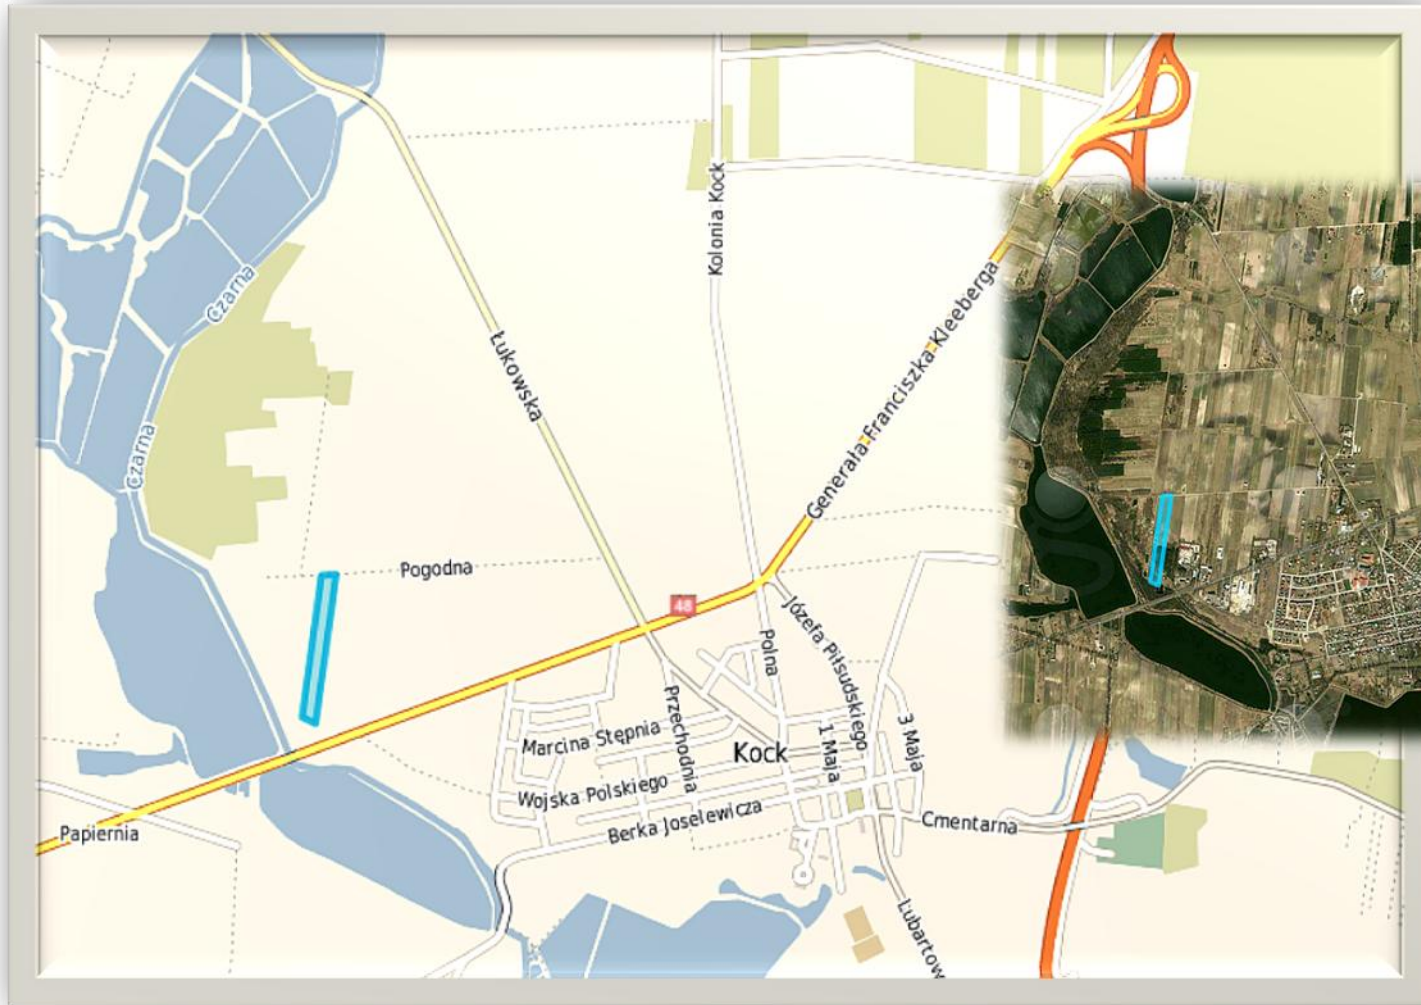 Kolonia Kock
Czarna
Generała Franciszka Kleeberga
Łukowska
Czarna
Pogodna
48
Józefa Piłsudskiego
Polna
Przechodnia
3 Maja
Marcina Stępnia
1 Maja
Kock
Wojska Polskiego
Berka Joselewicza
Cmentarna
Papiernia
Lubartow